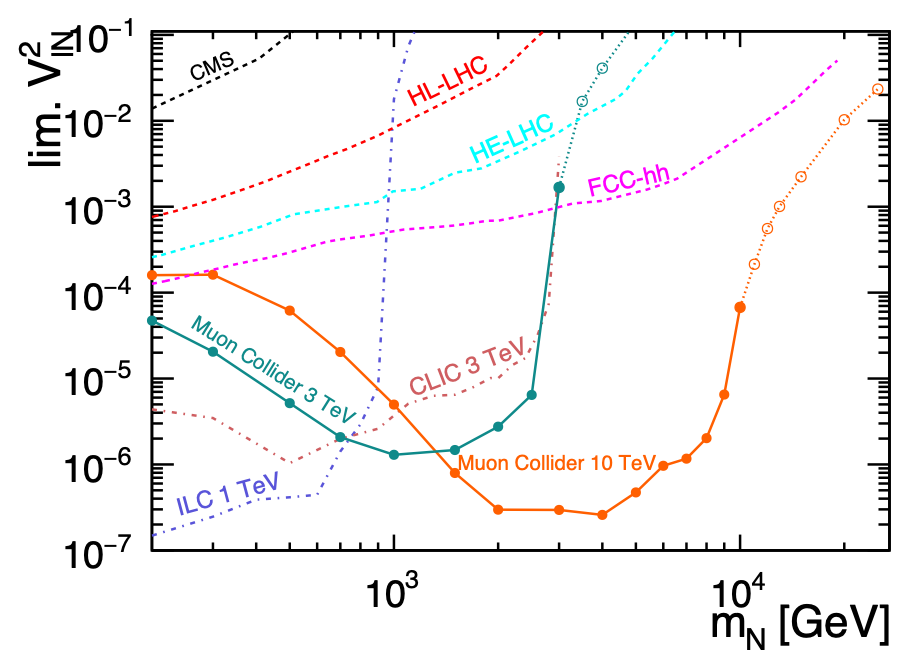 lim. V²_lN
10⁻¹
10⁻²
10⁻³
10⁻⁴
10⁻⁵
10⁻⁶
10⁻⁷
CMS
HL-LHC
HE-LHC
FCC-hh
Muon Collider 3 TeV
CLIC 3 TeV
Muon Collider 10 TeV
ILC 1 TeV
10³
10⁴
m_N [GeV]